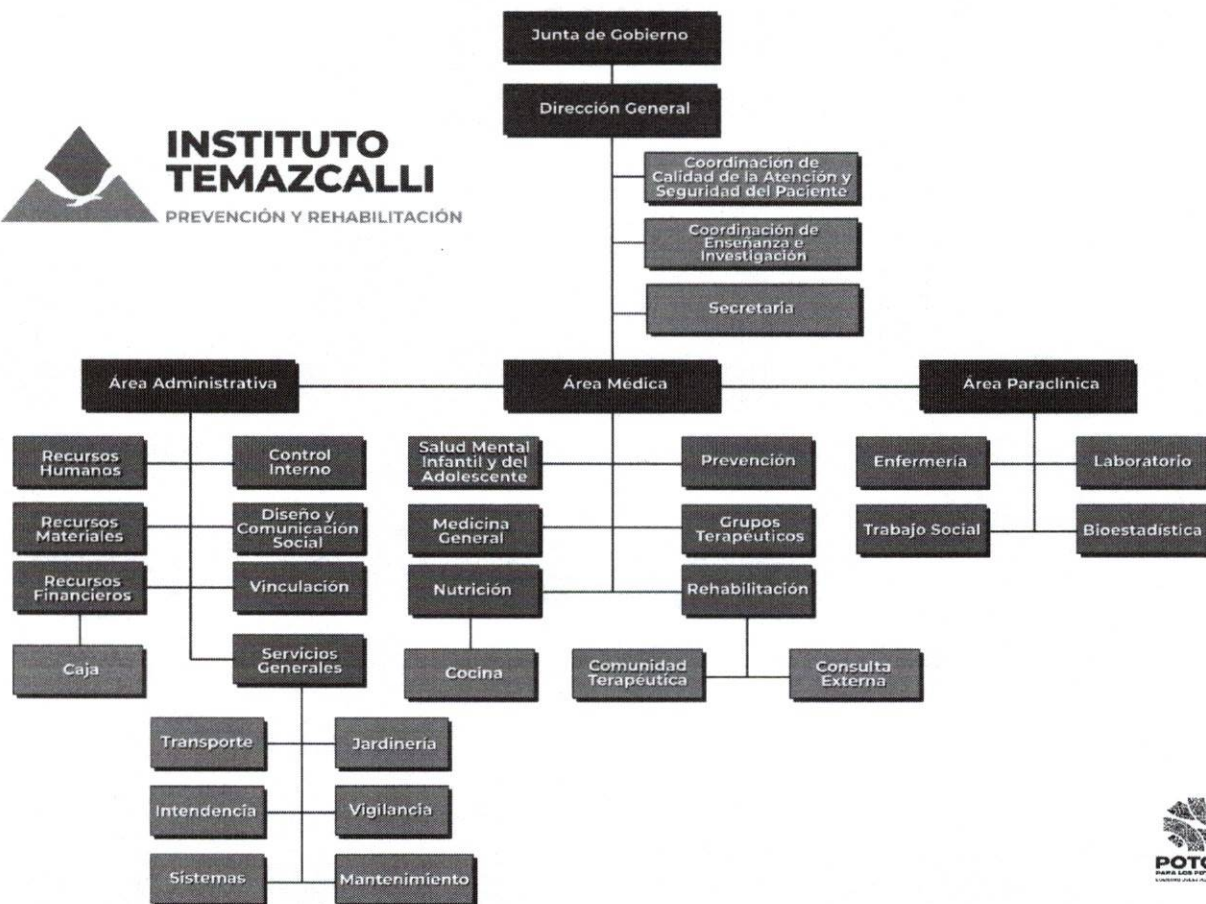 Junta de Gobierno
Dirección General
INSTITUTO
TEMAZCALLI
PREVENCIÓN Y REHABILITACIÓN
Coordinación de
Calidad de la Atención y
Seguridad del Paciente
Coordinación de
Enseñanza e
Investigación
Secretaria
Área Administrativa
Área Médica
Área Paraclínica
Recursos
Humanos
Control
Interno
Salud Mental
Infantil y del
Adolescente
Prevención
Enfermería
Laboratorio
Recursos
Materiales
Diseño y
Comunicación
Social
Medicina
General
Grupos
Terapéuticos
Trabajo Social
Bioestadística
Recursos
Financieros
Vinculación
Nutrición
Rehabilitación
Caja
Servicios
Generales
Cocina
Comunidad
Terapéutica
Consulta
Externa
Transporte
Jardinería
Intendencia
Vigilancia
Sistemas
Mantenimiento
POTO
PARA LOS